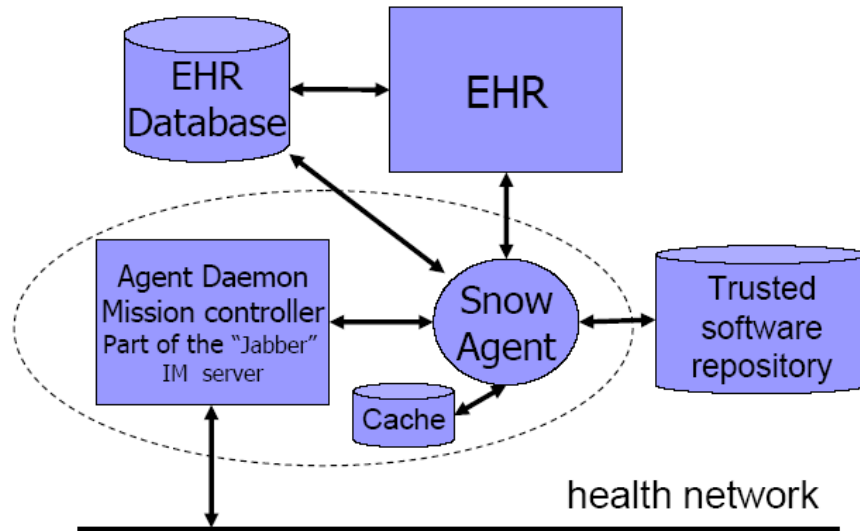 EHR
Database
EHR
Agent Daemon
Mission controller
Part of the "Jabber"
IM server
Snow
Agent
Cache
Trusted
software
repository
health network